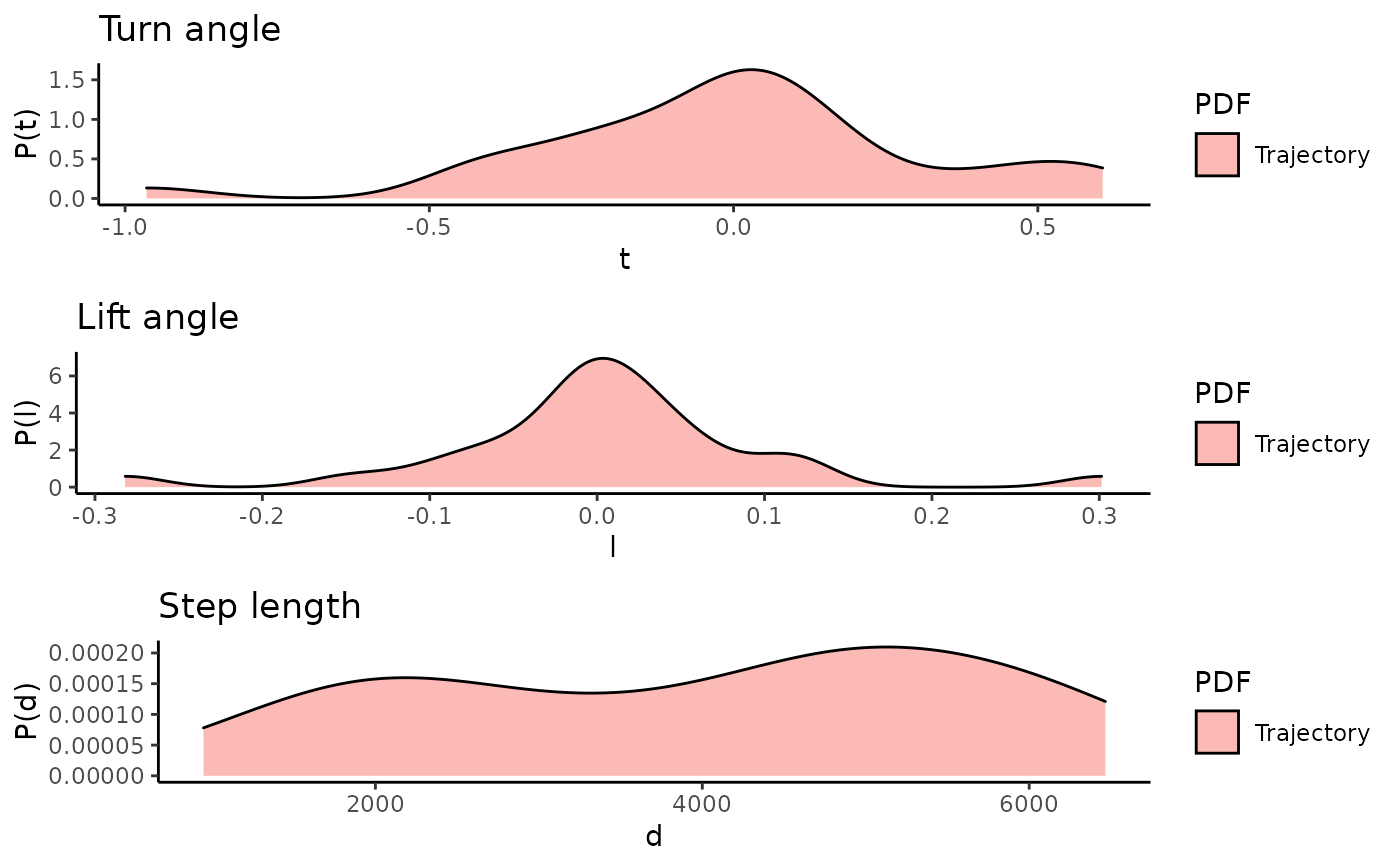 Turn angle
P(t)
1.5
1.0
0.5
0.0
-1.0 -0.5 0.0 0.5
t
PDF
Trajectory
Lift angle
P(l)
6
4
2
0
-0.3 -0.2 -0.1 0.0 0.1 0.2 0.3
l
PDF
Trajectory
Step length
P(d)
0.00020
0.00015
0.00010
0.00005
0.00000
2000 4000 6000
d
PDF
Trajectory